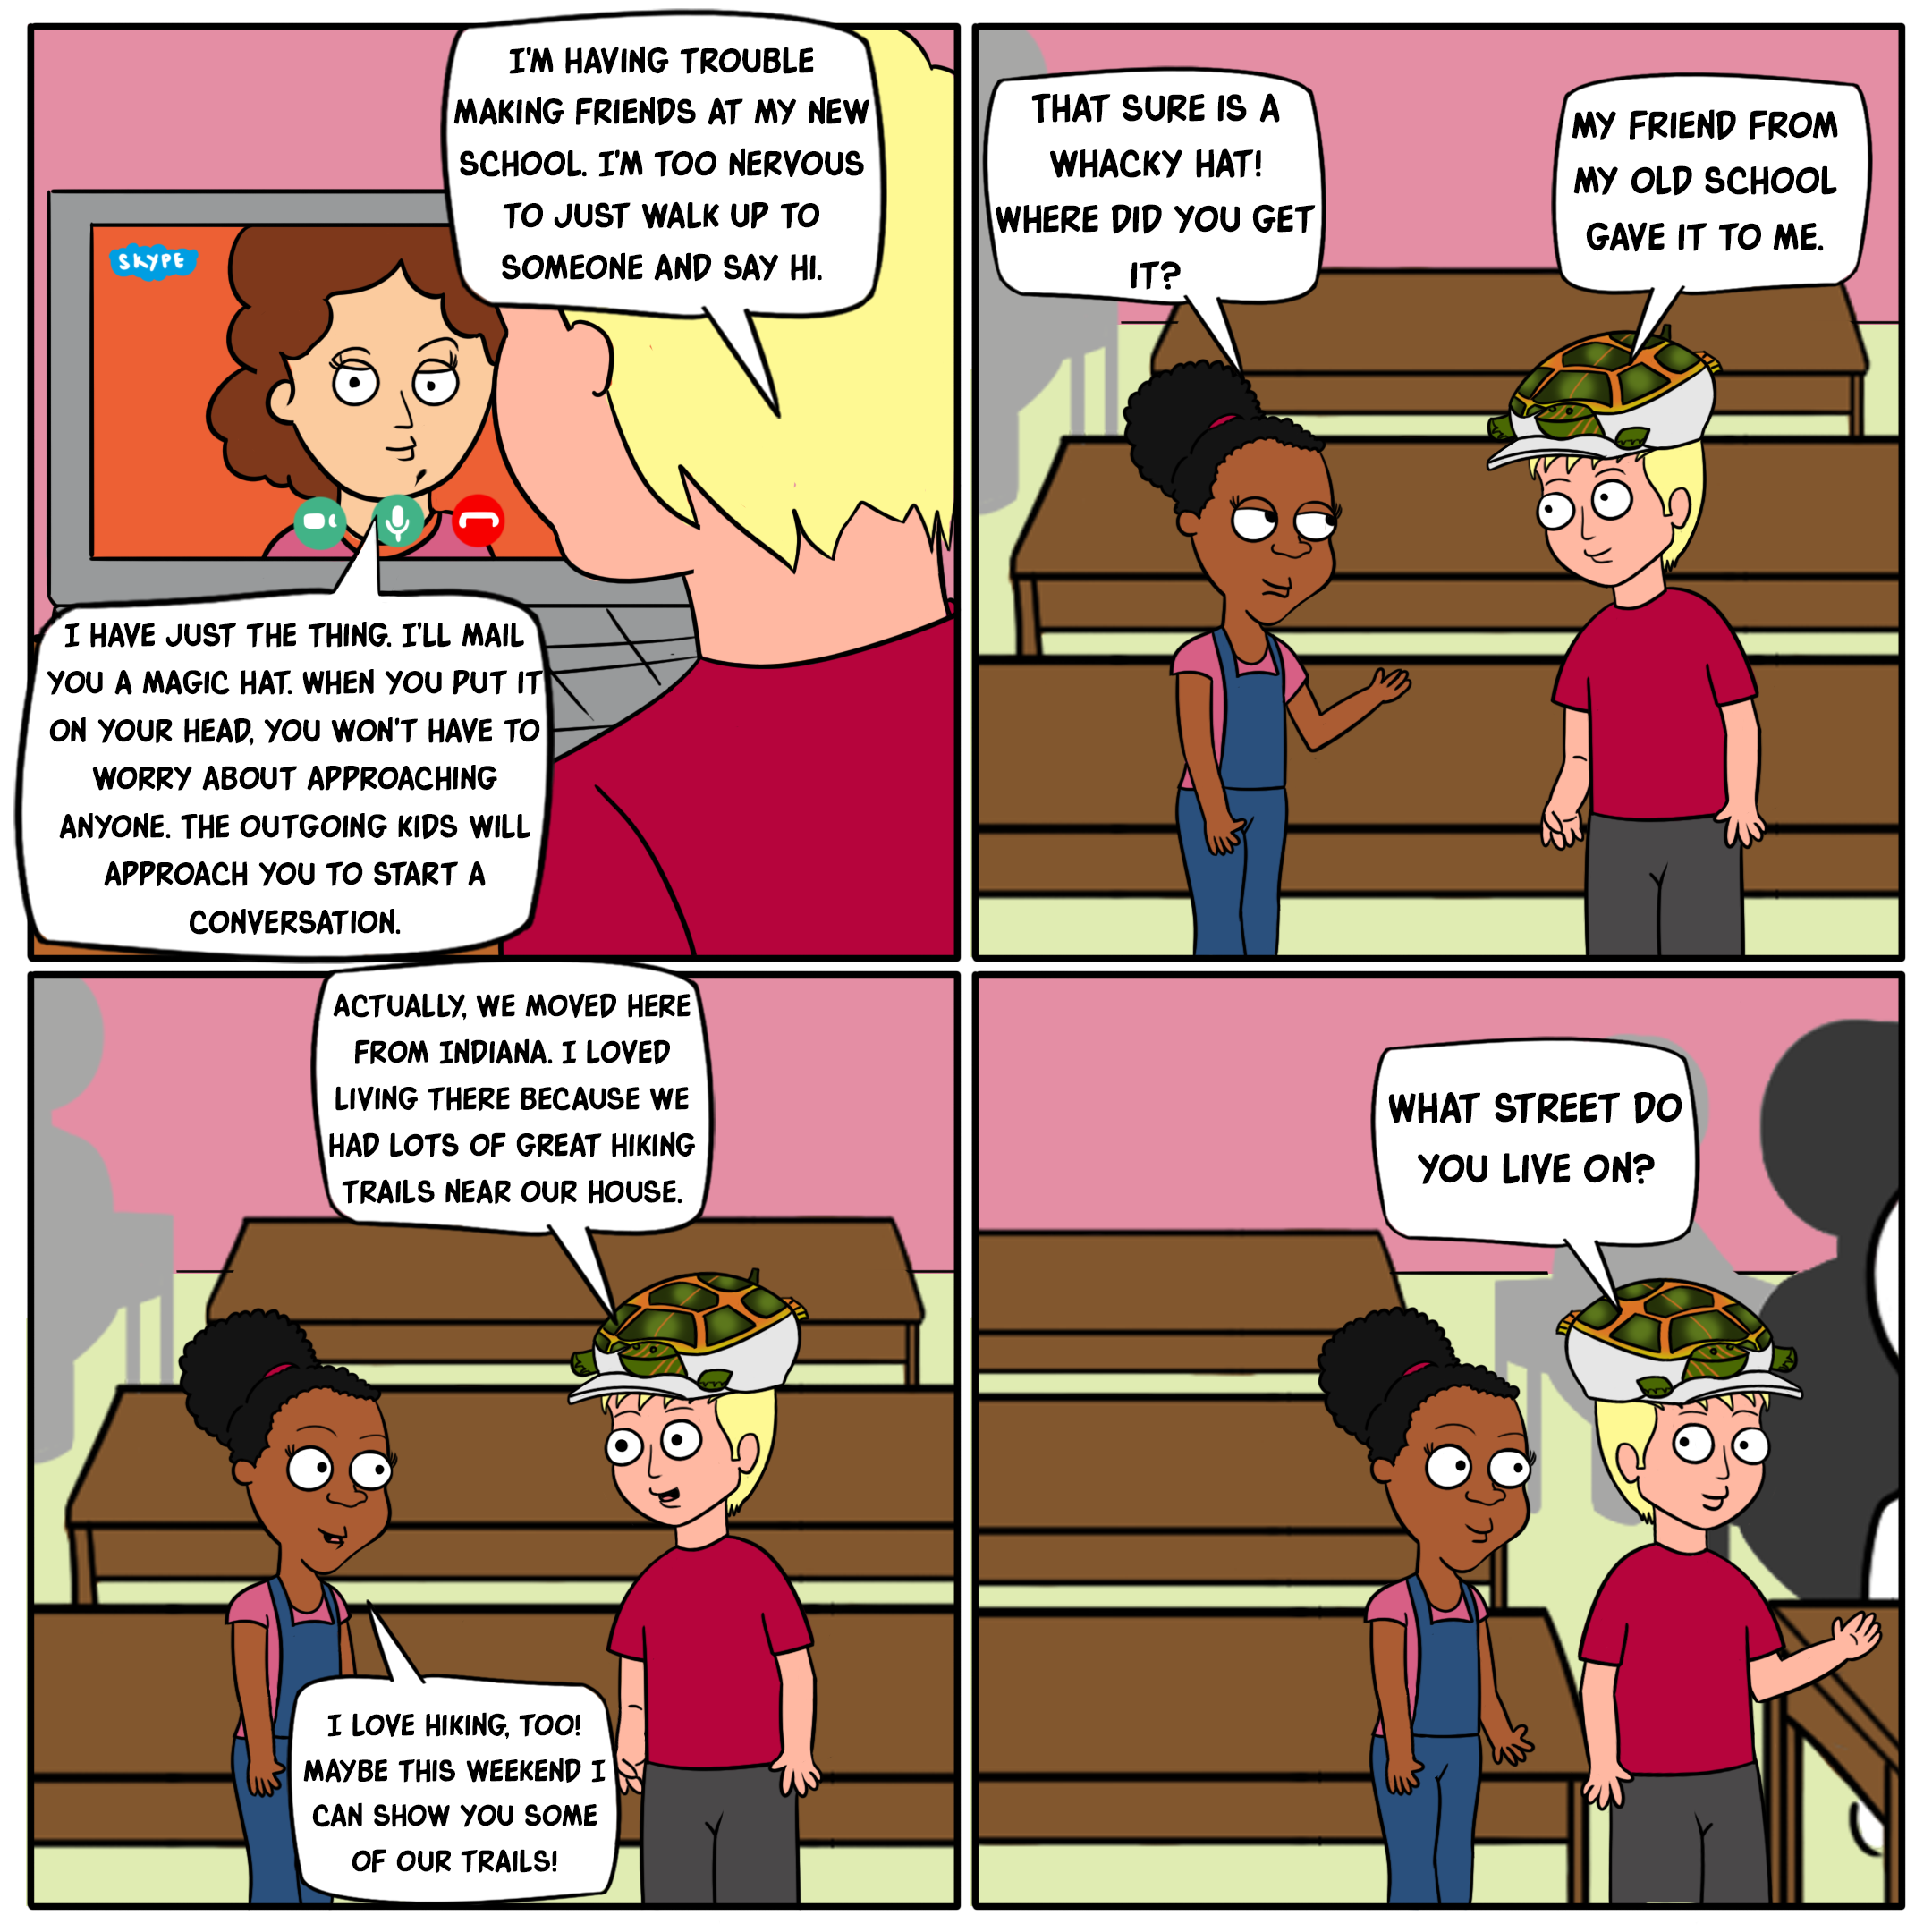 I'M HAVING TROUBLE
MAKING FRIENDS AT MY NEW
SCHOOL. I'M TOO NERVOUS
TO JUST WALK UP TO
SOMEONE AND SAY HI.
SKYPE
I HAVE JUST THE THING. I'LL MAIL
YOU A MAGIC HAT. WHEN YOU PUT IT
ON YOUR HEAD, YOU WON'T HAVE TO
WORRY ABOUT APPROACHING
ANYONE. THE OUTGOING KIDS WILL
APPROACH YOU TO START A
CONVERSATION.
THAT SURE IS A
WHACKY HAT!
WHERE DID YOU GET
IT?
MY FRIEND FROM
MY OLD SCHOOL
GAVE IT TO ME.
ACTUALLY, WE MOVED HERE
FROM INDIANA. I LOVED
LIVING THERE BECAUSE WE
HAD LOTS OF GREAT HIKING
TRAILS NEAR OUR HOUSE.
I LOVE HIKING, TOO!
MAYBE THIS WEEKEND I
CAN SHOW YOU SOME
OF OUR TRAILS!
WHAT STREET DO
YOU LIVE ON?